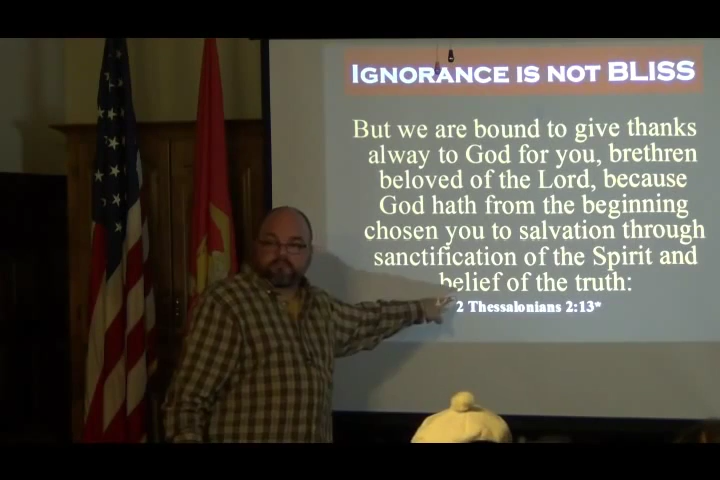 IGNORANCE IS NOT BLISS
But we are bound to give thanks
alway to God for you, brethren
beloved of the Lord, because
God hath from the beginning
chosen you to salvation through
sanctification of the Spirit and
belief of the truth:
2 Thessalonians 2:13*